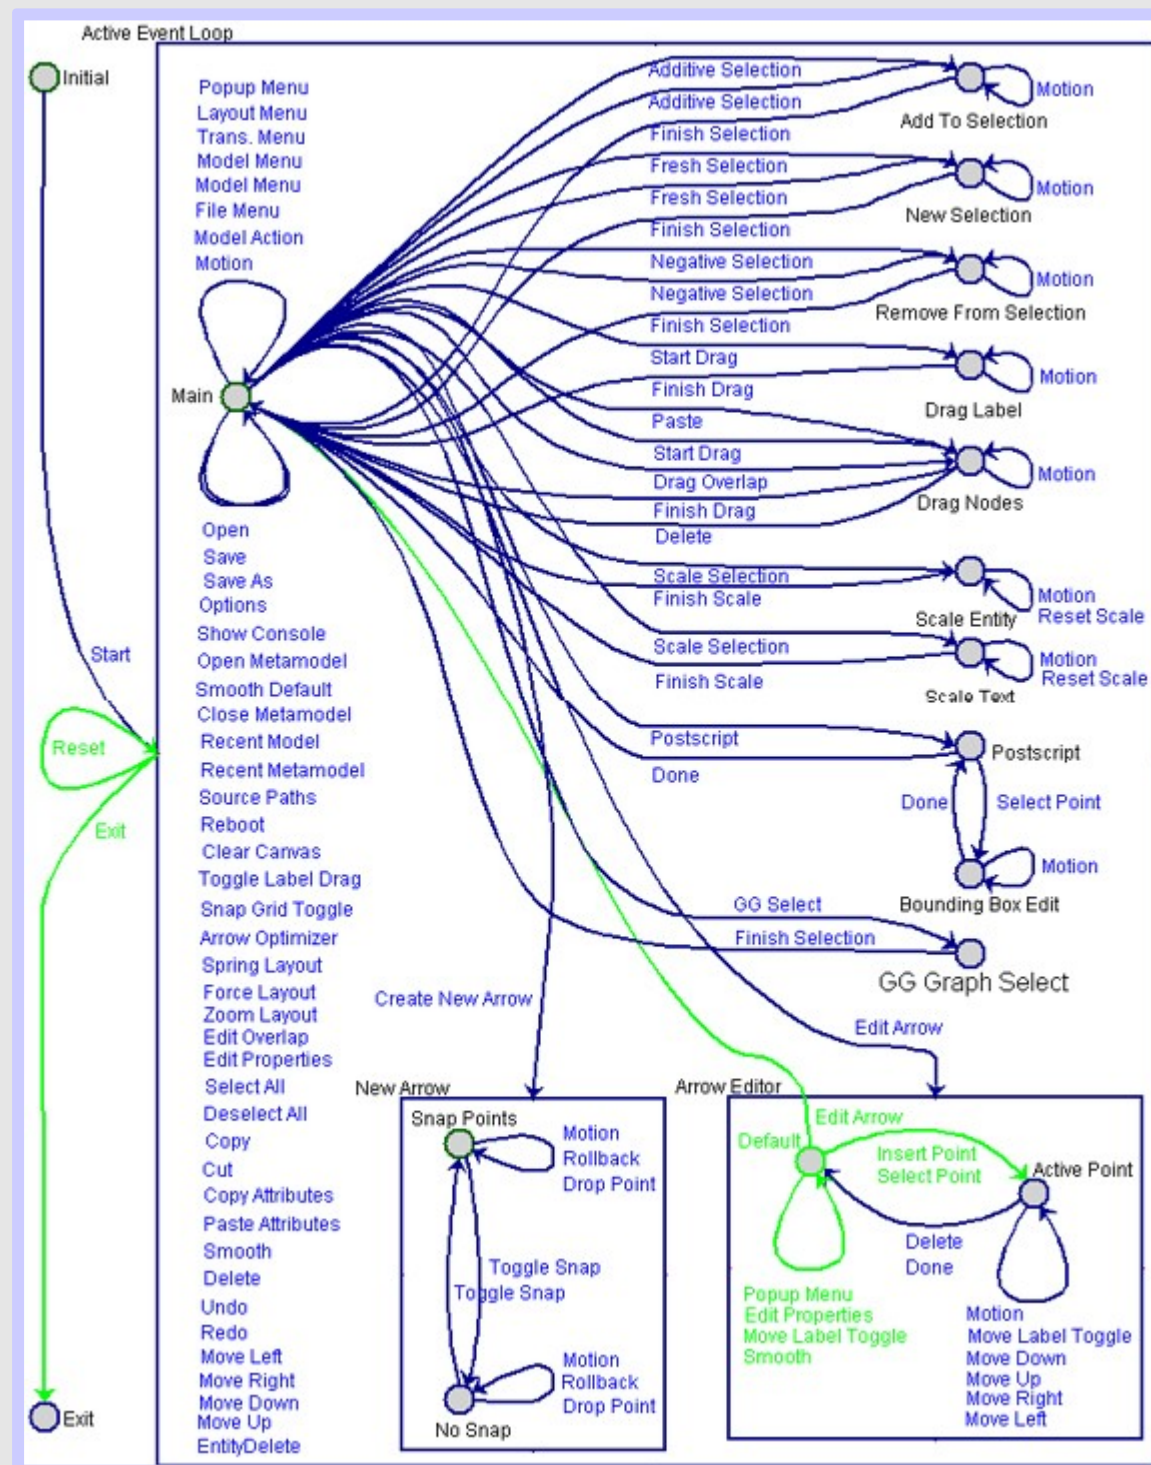 Active Event Loop
Initial
Popup Menu
Layout Menu
Trans. Menu
Model Menu
Model Menu
File Menu
Model Action
Motion
Main
Open
Save
Save As
Options
Show Console
Open Metamodel
Smooth Default
Close Metamodel
Recent Model
Recent Metamodel
Source Paths
Reboot
Clear Canvas
Toggle Label Drag
Snap Grid Toggle
Arrow Optimizer
Spring Layout
Force Layout
Zoom Layout
Edit Overlap
Edit Properties
Select All
Deselect All
Copy
Cut
Copy Attributes
Paste Attributes
Smooth
Delete
Undo
Redo
Move Left
Move Right
Move Down
Move Up
EntityDelete
Start
Reset
Exit
Exit
Additive Selection
Additive Selection
Finish Selection
Fresh Selection
Fresh Selection
Finish Selection
Negative Selection
Negative Selection
Finish Selection
Start Drag
Finish Drag
Paste
Start Drag
Drag Overlap
Finish Drag
Delete
Scale Selection
Finish Scale
Scale Selection
Finish Scale
Postscript
Done
Motion
Add To Selection
Motion
New Selection
Motion
Remove From Selection
Motion
Drag Label
Motion
Drag Nodes
Motion
Reset Scale
Scale Entity
Motion
Reset Scale
Scale Text
Postscript
Done
Select Point
Motion
Bounding Box Edit
GG Select
Finish Selection
GG Graph Select
Create New Arrow
Edit Arrow
New Arrow
Snap Points
Motion
Rollback
Drop Point
Toggle Snap
Toggle Snap
Motion
Rollback
Drop Point
No Snap
Arrow Editor
Edit Arrow
Default
Insert Point
Select Point
Active Point
Delete
Done
Popup Menu
Edit Properties
Move Label Toggle
Smooth
Motion
Move Label Toggle
Move Down
Move Up
Move Right
Move Left